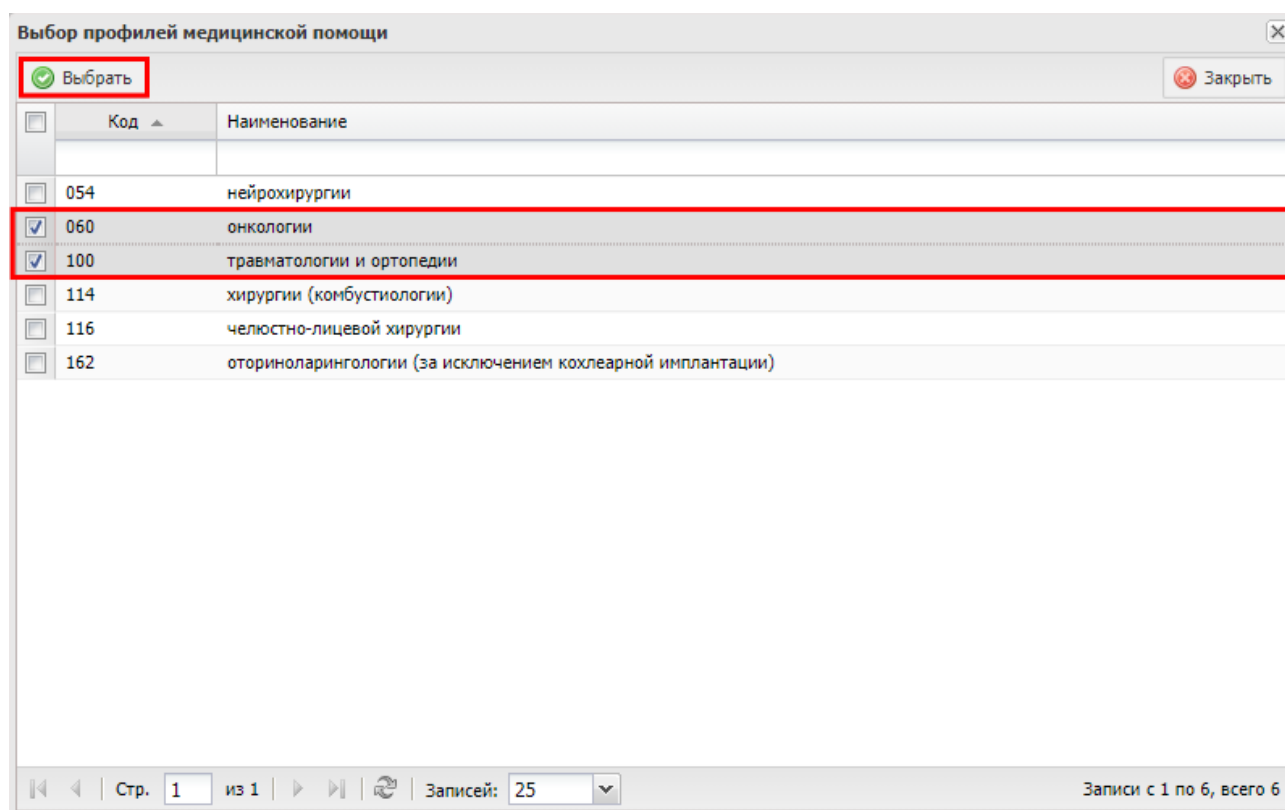 Выбор профилей медицинской помощи
Выбрать Закрыть
Код Наименование
054 нейрохирургии
060 онкологии
100 травматологии и ортопедии
114 хирургии (комбустиологии)
116 челюстно-лицевой хирургии
162 оториноларингологии (за исключением кохлеарной имплантации)
Стр. 1 из 1 Записей: 25 Записи с 1 по 6, всего 6